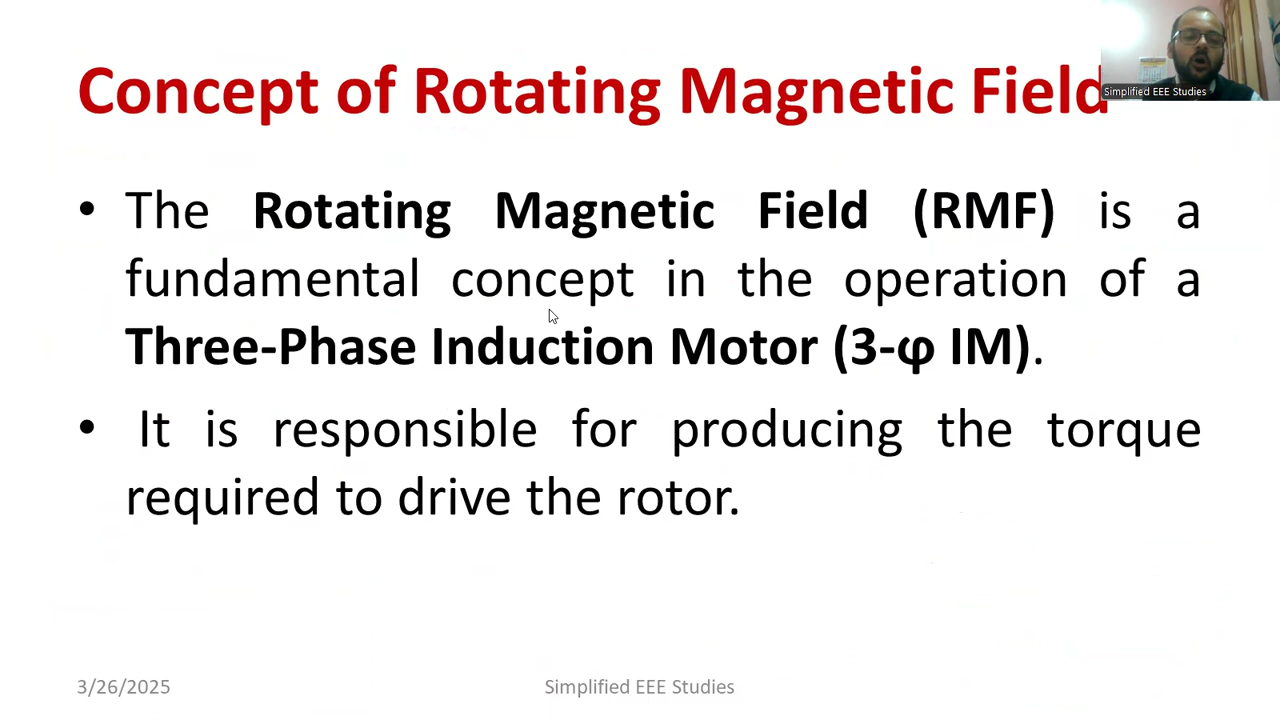 Concept of Rotating Magnetic Field
Simplified EEE Studies
• The Rotating Magnetic Field (RMF) is a
fundamental concept in the operation of a
Three-Phase Induction Motor (3-φ IM).
• It is responsible for producing the torque
required to drive the rotor.
3/26/2025
Simplified EEE Studies